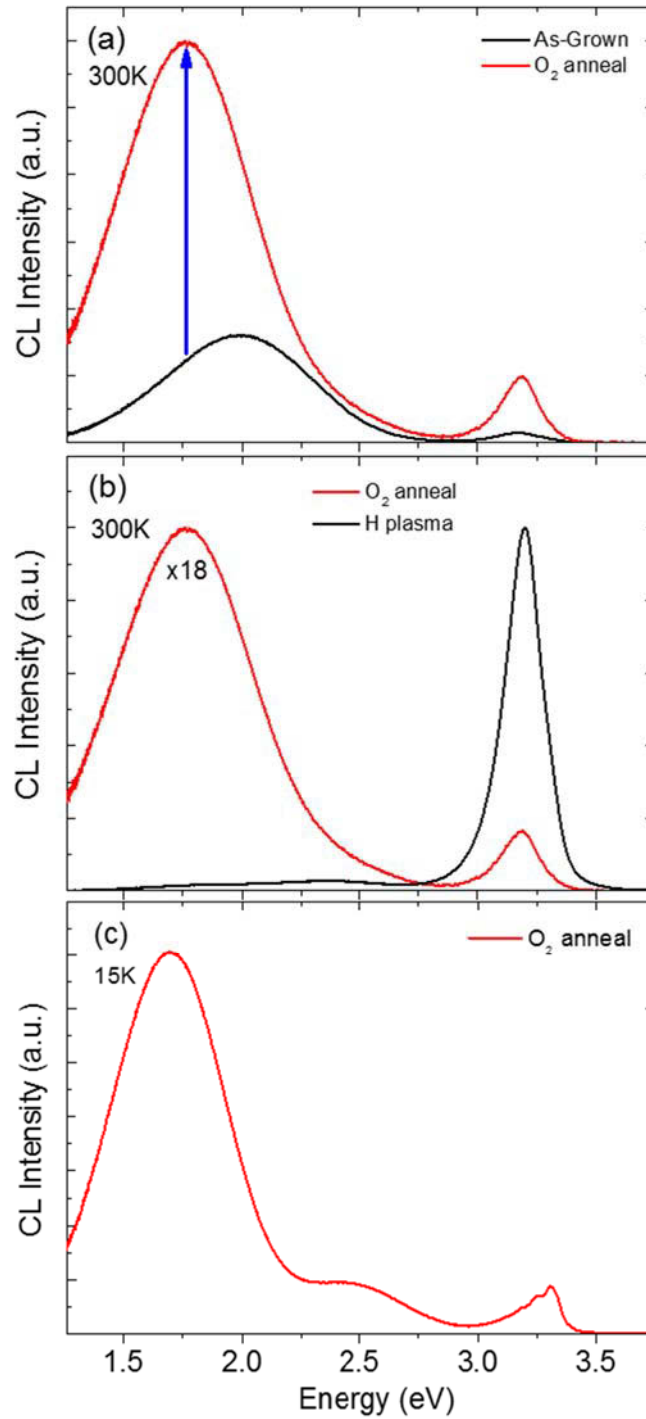 (a)
As-Grown
O₂ anneal
300K
CL Intensity (a.u.)
(b)
O₂ anneal
H plasma
300K
x18
CL Intensity (a.u.)
(c)
O₂ anneal
15K
CL Intensity (a.u.)
1.5 2.0 2.5 3.0 3.5
Energy (eV)